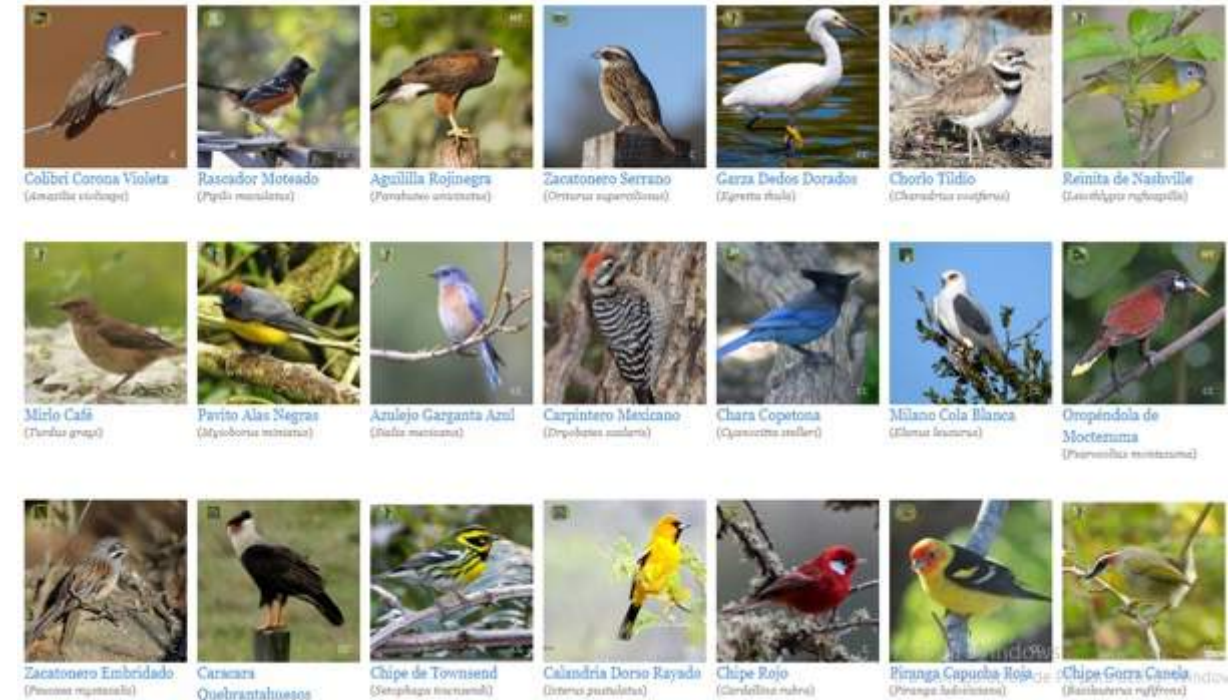 Colibrí Corona Violeta
Rascador Moteado
Aguililla Rojinegra
Zacatonero Serrano
Garza Dedos Dorados
Chorlo Tildío
Reinita de Nashville
(Amazilia violiceps)
(Pipilo maculatus)
(Parabuteo unicinctus)
(Oriturus superciliosus)
(Egretta thula)
(Charadrius vociferus)
(Leiothlypis ruficapilla)
Mirlo Café
Pavito Alas Negras
Azulejo Garganta Azul
Carpintero Mexicano
Chara Copetona
Milano Cola Blanca
Oropéndola de
Moctezuma
(Turdus grayi)
(Myioborus miniatus)
(Sialia mexicana)
(Dryobates scalaris)
(Cyanocitta stelleri)
(Elanus leucurus)
(Psarocolius montezuma)
Zacatonero Embridado
Caracara
Quebrantahuesos
Chipe de Townsend
Calandria Dorso Rayado
Chipe Rojo
Piranga Capucha Roja
Chipe Gorra Canela
(Peucaea mystacalis)
(Setophaga townsendi)
(Icterus pustulatus)
(Cardellina rubra)
(Piranga ludoviciana)
(Basileuterus rufifrons)